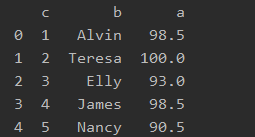 c b a
0 1 Alvin 98.5
1 2 Teresa 100.0
2 3 Elly 93.0
3 4 James 98.5
4 5 Nancy 90.5